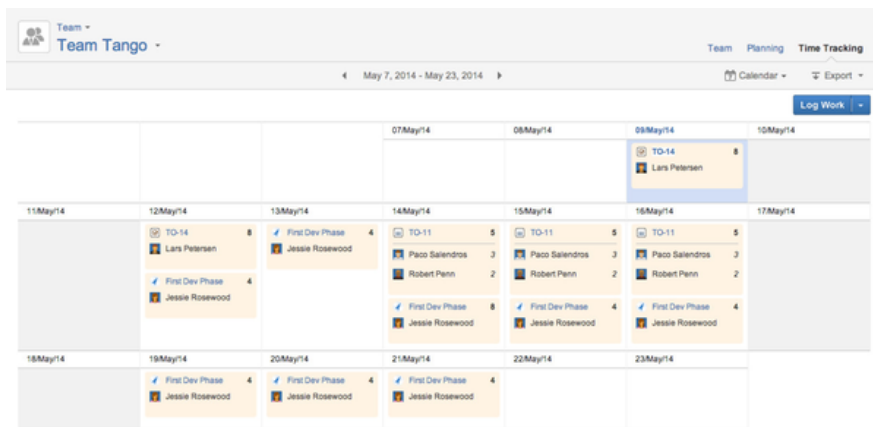 Team
Team Tango
Team Planning Time Tracking
May 7, 2014 - May 23, 2014
Calendar Export
Log Work
07/May/14 08/May/14 09/May/14 10/May/14
TO-14 8
Lars Petersen
11/May/14 12/May/14 13/May/14 14/May/14 15/May/14 16/May/14 17/May/14
TO-14 8 First Dev Phase 4 TO-11 5 TO-11 5 TO-11 5
Lars Petersen Jessie Rosewood Paco Salendros 3 Paco Salendros 3 Paco Salendros 3
First Dev Phase 4 Robert Penn 2 Robert Penn 2 Robert Penn 2
Jessie Rosewood First Dev Phase 8 First Dev Phase 4 First Dev Phase 4
Jessie Rosewood Jessie Rosewood Jessie Rosewood
18/May/14 19/May/14 20/May/14 21/May/14 22/May/14 23/May/14
First Dev Phase 4 First Dev Phase 4 First Dev Phase 4
Jessie Rosewood Jessie Rosewood Jessie Rosewood